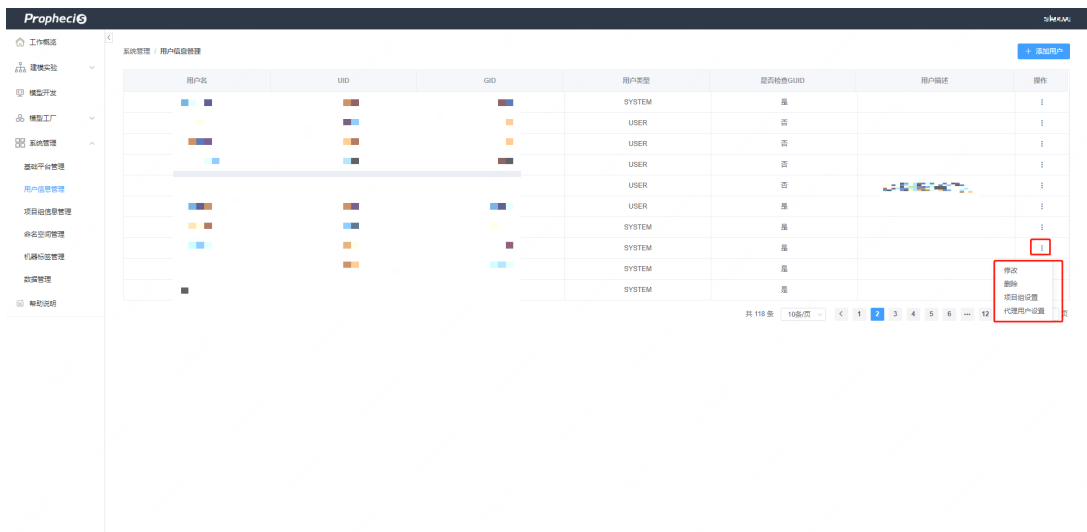 Prophecis
工作概览
建模实验
模型开发
模型工厂
系统管理
基础平台管理
用户信息管理
项目组信息管理
命名空间管理
机器标签管理
数据管理
帮助说明
系统管理 / 用户信息管理
+ 添加用户
用户名 UID GID 用户类型 是否检查GUID 用户描述 操作
SYSTEM 是
USER 否
USER 否
USER 否
USER 否
USER 是
SYSTEM 是
SYSTEM 是
SYSTEM 是
SYSTEM 是
修改
删除
项目组设置
代理用户设置
共 118 条 10条/页 < 1 2 3 4 5 6 ... 12 页